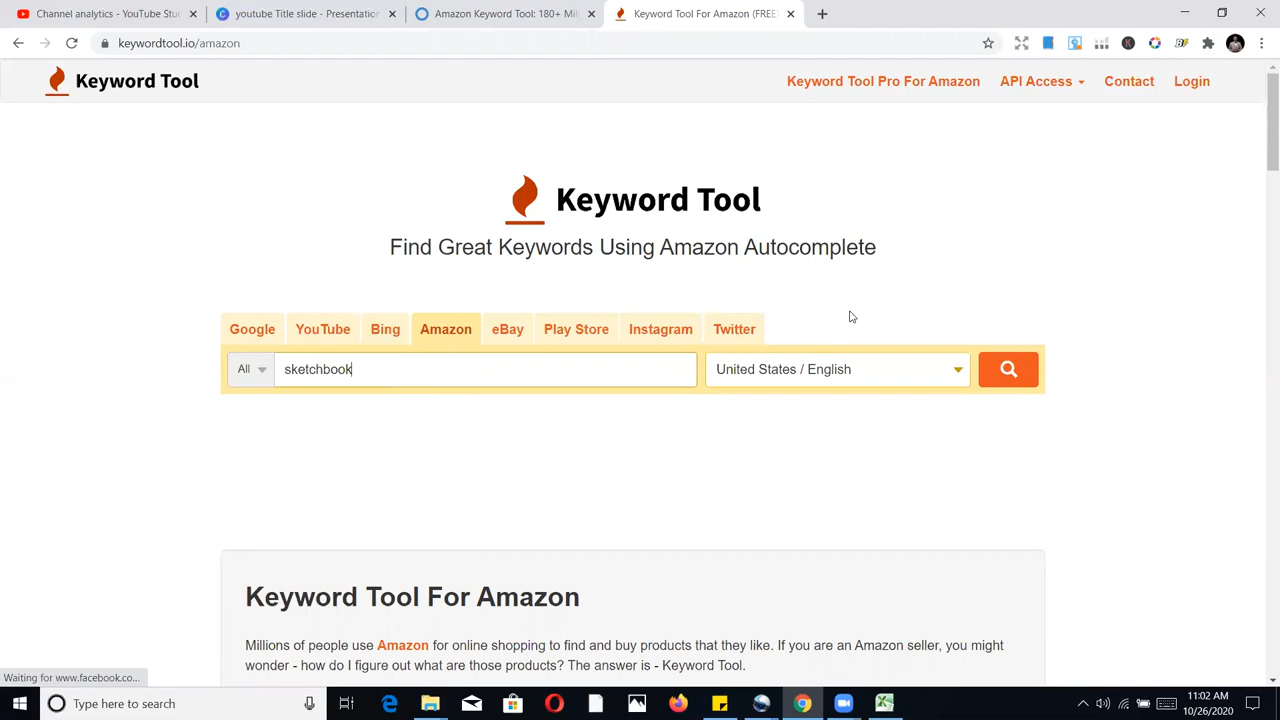 Channel analytics - YouTube Stu
youtube Title slide - Presentation
Amazon Keyword Tool: 180+ Mil
Keyword Tool For Amazon (FREE
keywordtool.io/amazon
Keyword Tool
Keyword Tool Pro For Amazon
API Access
Contact
Login
Keyword Tool
Find Great Keywords Using Amazon Autocomplete
Google
YouTube
Bing
Amazon
eBay
Play Store
Instagram
Twitter
All
sketchbook
United States / English
Keyword Tool For Amazon
Millions of people use Amazon for online shopping to find and buy products that they like. If you are an Amazon seller, you might
wonder - how do I figure out what are those products? The answer is - Keyword Tool.
Waiting for www.facebook.co...
Type here to search
11:02 AM
10/26/2020